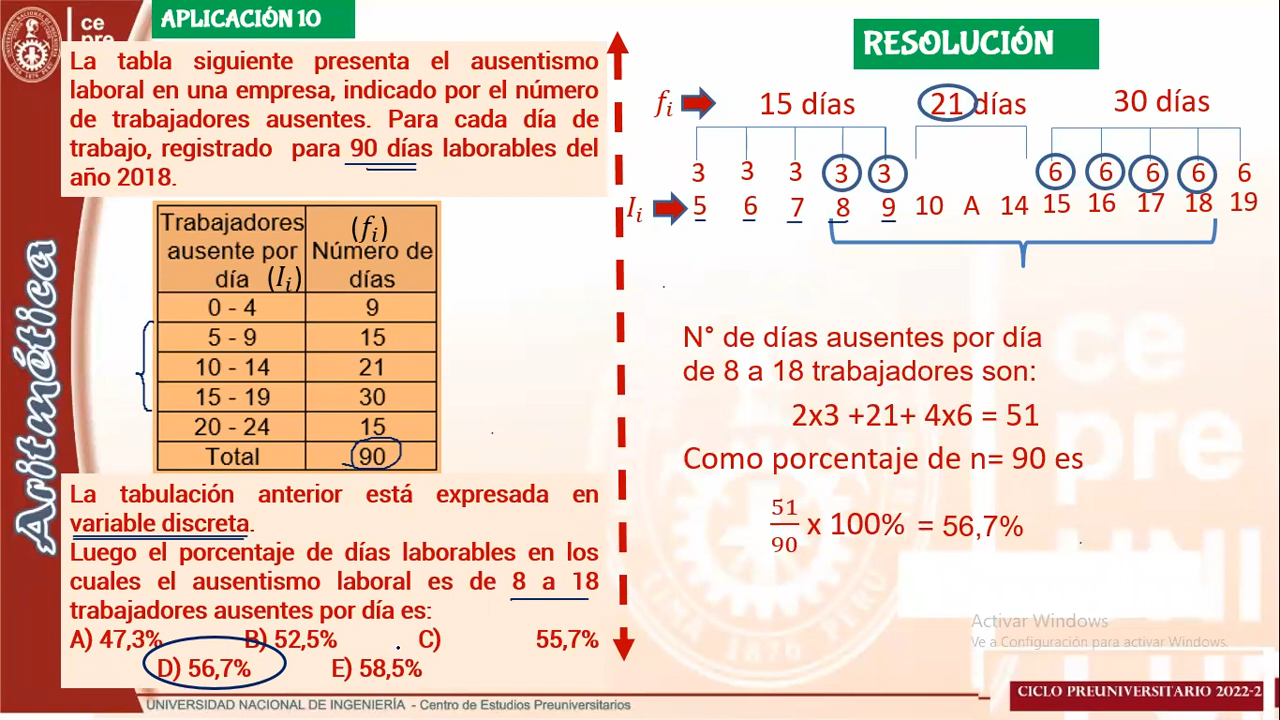 APLICACIÓN 10
ce
pre
La tabla siguiente presenta el ausentismo
laboral en una empresa, indicado por el número
de trabajadores ausentes. Para cada día de
trabajo, registrado para 90 días laborables del
año 2018.
Trabajadores
ausente por
día (Iᵢ)
(fᵢ)
Número de
días
0 - 4 9
5 - 9 15
10 - 14 21
15 - 19 30
20 - 24 15
Total 90
La tabulación anterior está expresada en
variable discreta.
Luego el porcentaje de días laborables en los
cuales el ausentismo laboral es de 8 a 18
trabajadores ausentes por día es:
A) 47,3% B) 52,5% C) 55,7%
D) 56,7% E) 58,5%
Aritmética
RESOLUCIÓN
fᵢ 15 días 21 días 30 días
3 3 3 3 3 6 6 6 6 6
Iᵢ 5 6 7 8 9 10 A 14 15 16 17 18 19
N° de días ausentes por día
de 8 a 18 trabajadores son:
2x3 +21+ 4x6 = 51
Como porcentaje de n= 90 es
51/90 x 100% = 56,7%
ce
pre
UNI
Activar Windows
Ve a Configuración para activar Windows.
CICLO PREUNIVERSITARIO 2022-2
UNIVERSIDAD NACIONAL DE INGENIERÍA - Centro de Estudios Preuniversitarios